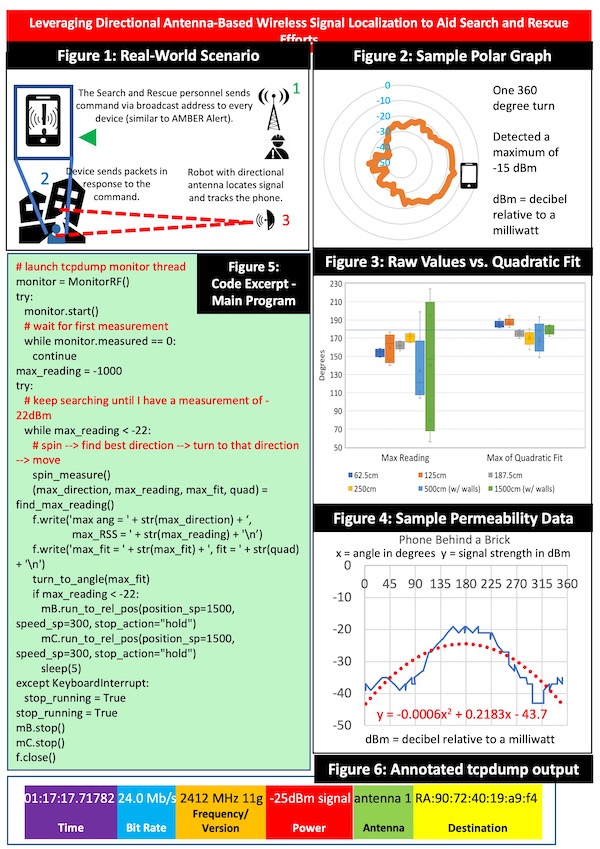 Leveraging Directional Antenna-Based Wireless Signal Localization to Aid Search and Rescue
Efforts
Figure 1: Real-World Scenario
The Search and Rescue personnel sends
command via broadcast address to every
device (similar to AMBER Alert).
1
2
Device sends packets in
response to the
command.
Robot with directional
antenna locates signal
and tracks the phone.
3
Figure 2: Sample Polar Graph
0
-10
-20
-30
-40
-50
One 360
degree turn
Detected a
maximum of
-15 dBm
dBm = decibel
relative to a
milliwatt
Figure 5:
Code Excerpt -
Main Program
# launch tcpdump monitor thread
monitor = MonitorRF()
try:
monitor.start()
# wait for first measurement
while monitor.measured == 0:
continue
max_reading = -1000
try:
# keep searching until I have a measurement of -
22dBm
while max_reading < -22:
# spin --> find best direction --> turn to that direction
--> move
spin_measure()
(max_direction, max_reading, max_fit, quad) =
find_max_reading()
f.write('max ang = ' + str(max_direction) + ‘,
max_RSS = ' + str(max_reading) + '\n’)
f.write('max_fit = ' + str(max_fit) + ', fit = ' + str(quad)
+ '\n')
turn_to_angle(max_fit)
if max_reading < -22:
mB.run_to_rel_pos(position_sp=1500,
speed_sp=300, stop_action="hold")
mC.run_to_rel_pos(position_sp=1500,
speed_sp=300, stop_action="hold")
sleep(5)
except KeyboardInterrupt:
stop_running = True
stop_running = True
mB.stop()
mC.stop()
f.close()
Figure 3: Raw Values vs. Quadratic Fit
Degrees
230
210
190
170
150
130
110
90
70
50
Max Reading
Max of Quadratic Fit
62.5cm
125cm
187.5cm
250cm
500cm (w/ walls)
1500cm (w/ walls)
Figure 4: Sample Permeability Data
Phone Behind a Brick
x = angle in degrees y = signal strength in dBm
0
0 45 90 135 180 225 270 315 360
-10
-20
-30
-40
-50
y = -0.0006x² + 0.2183x - 43.7
dBm = decibel relative to a milliwatt
Figure 6: Annotated tcpdump output
01:17:17.71782
Time
24.0 Mb/s
Bit Rate
2412 MHz 11g
Frequency/
Version
-25dBm signal
Power
antenna 1
Antenna
RA:90:72:40:19:a9:f4
Destination